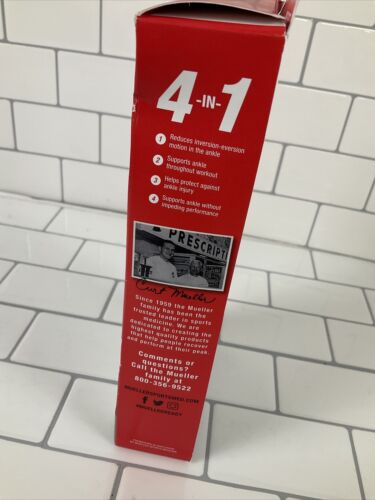 4-IN-1
1 Reduces inversion-eversion
motion in the ankle
2 Supports ankle
throughout workout
3 Helps protect against
ankle injury
4 Supports ankle without
impeding performance
PRESCRIPT
Curt Mueller
Since 1959 the Mueller
family has been the
trusted leader in sports
medicine. We are
dedicated to creating the
highest quality products
that help people recover
and perform at their peak.
Comments or
questions?
Call the Mueller
family at
800-356-9522
MUELLERSPORTSMED.COM
#MUELLERREADY